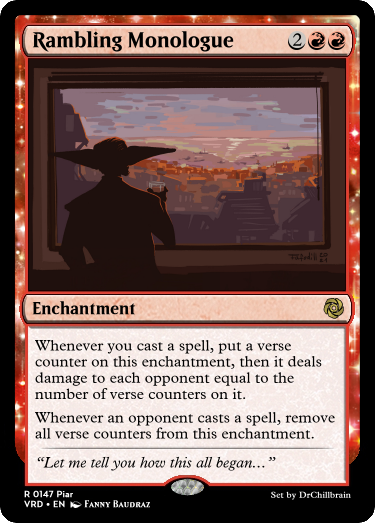 Rambling Monologue 2
Enchantment
Whenever you cast a spell, put a verse
counter on this enchantment, then it deals
damage to each opponent equal to the
number of verse counters on it.
Whenever an opponent casts a spell, remove
all verse counters from this enchantment.
“Let me tell you how this all began...”
R 0147 Piar
VRD • EN Fanny Baudraz
Set by DrChillbrain